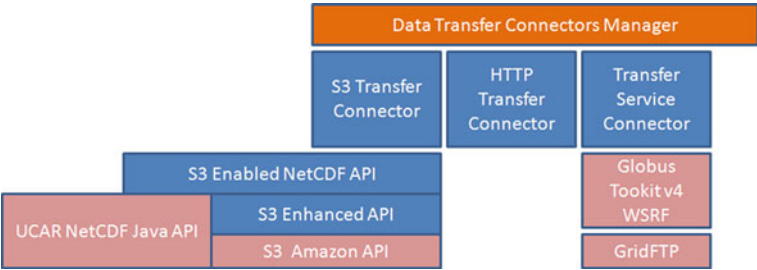 Data Transfer Connectors Manager
S3 Transfer
Connector
HTTP
Transfer
Connector
Transfer
Service
Connector
S3 Enabled NetCDF API
Globus
Tookit v4
WSRF
UCAR NetCDF Java API
S3 Enhanced API
S3 Amazon API
GridFTP